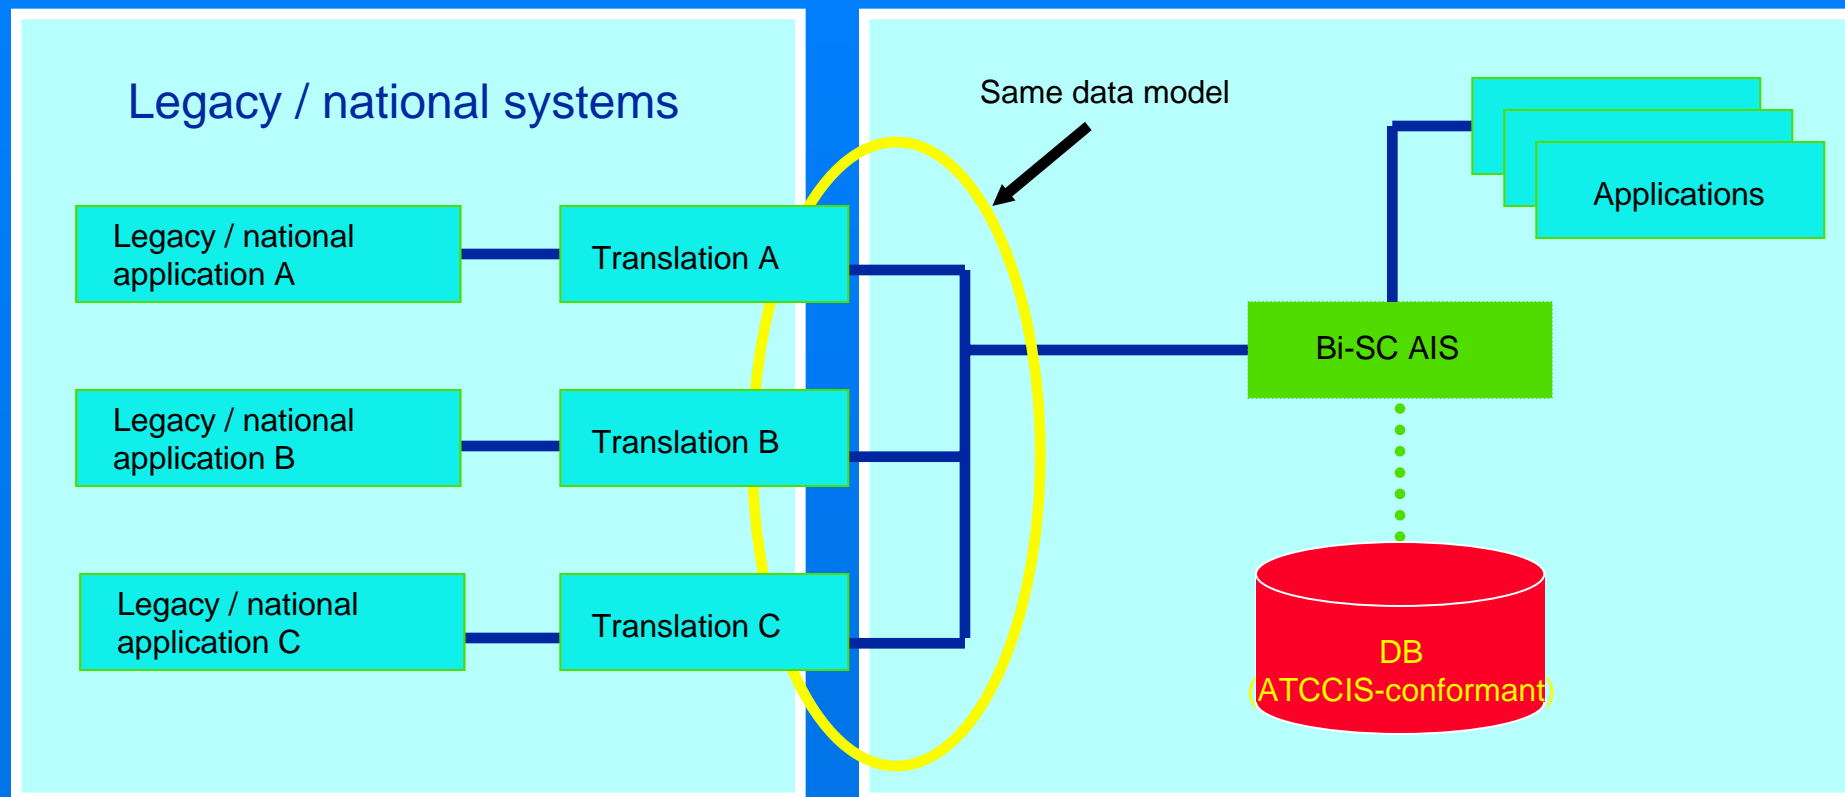 Legacy / national systems
Legacy / national
application A
Translation A
Legacy / national
application B
Translation B
Legacy / national
application C
Translation C
Same data model
Applications
Bi-SC AIS
DB
(ATCCIS-conformant)